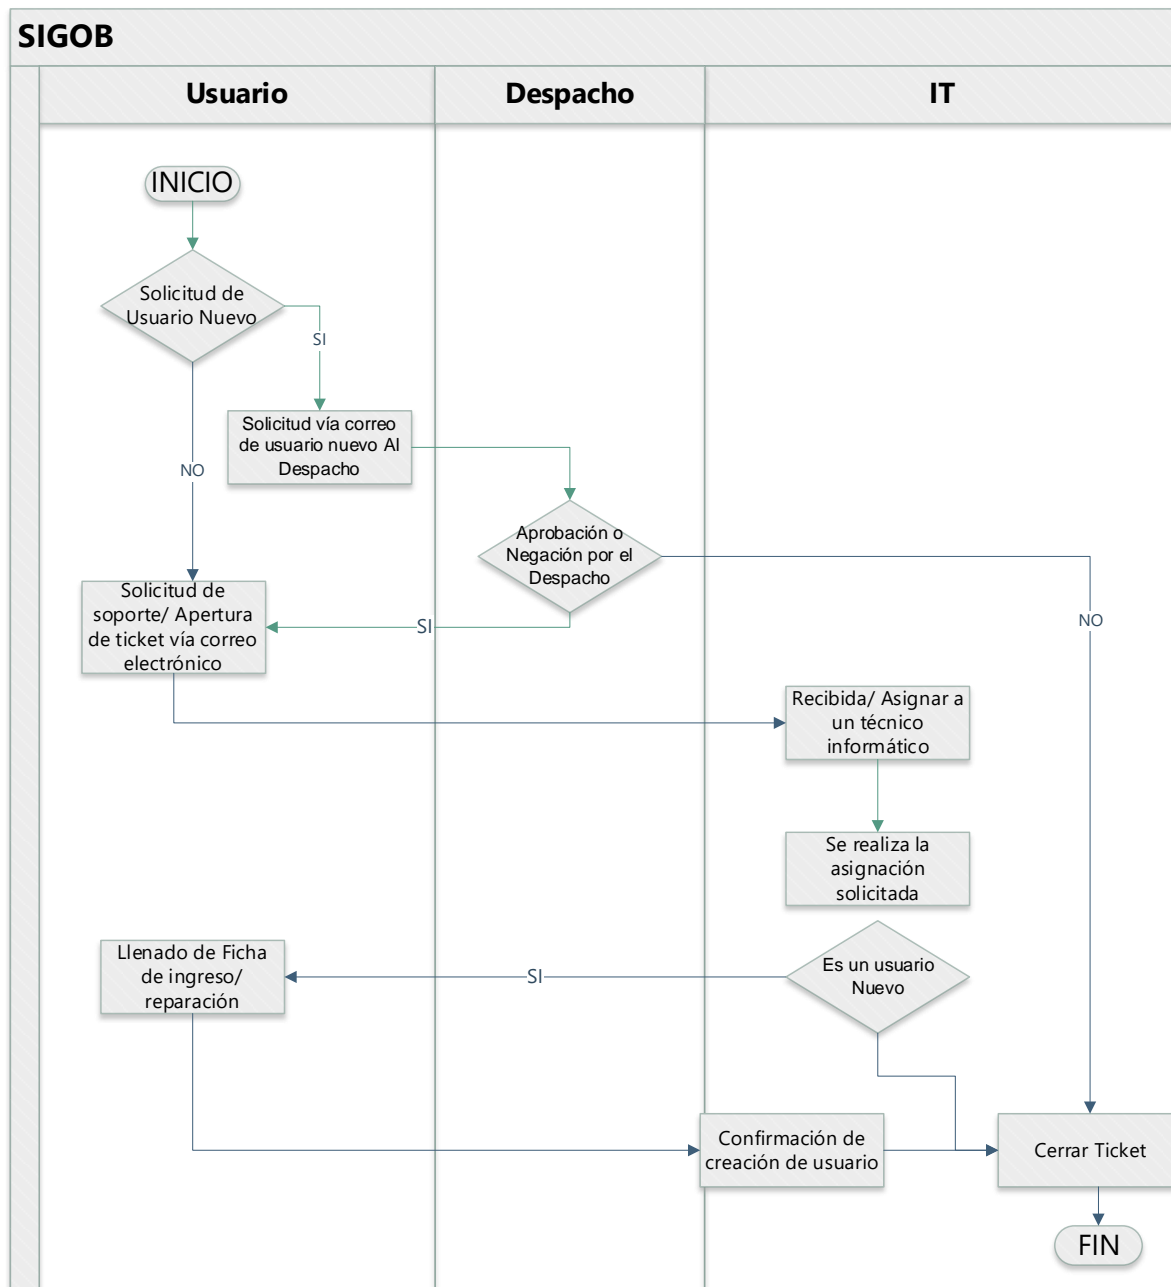 SIGOB
Usuario
Despacho
IT
INICIO
Solicitud de
Usuario Nuevo
SI
Solicitud vía correo
de usuario nuevo Al
Despacho
NO
Aprobación o
Negación por el
Despacho
Solicitud de
soporte/ Apertura
de ticket vía correo
electrónico
SI
NO
Recibida/ Asignar a
un técnico
informático
Se realiza la
asignación
solicitada
Llenado de Ficha
de ingreso/
reparación
SI
Es un usuario
Nuevo
Confirmación de
creación de usuario
Cerrar Ticket
FIN